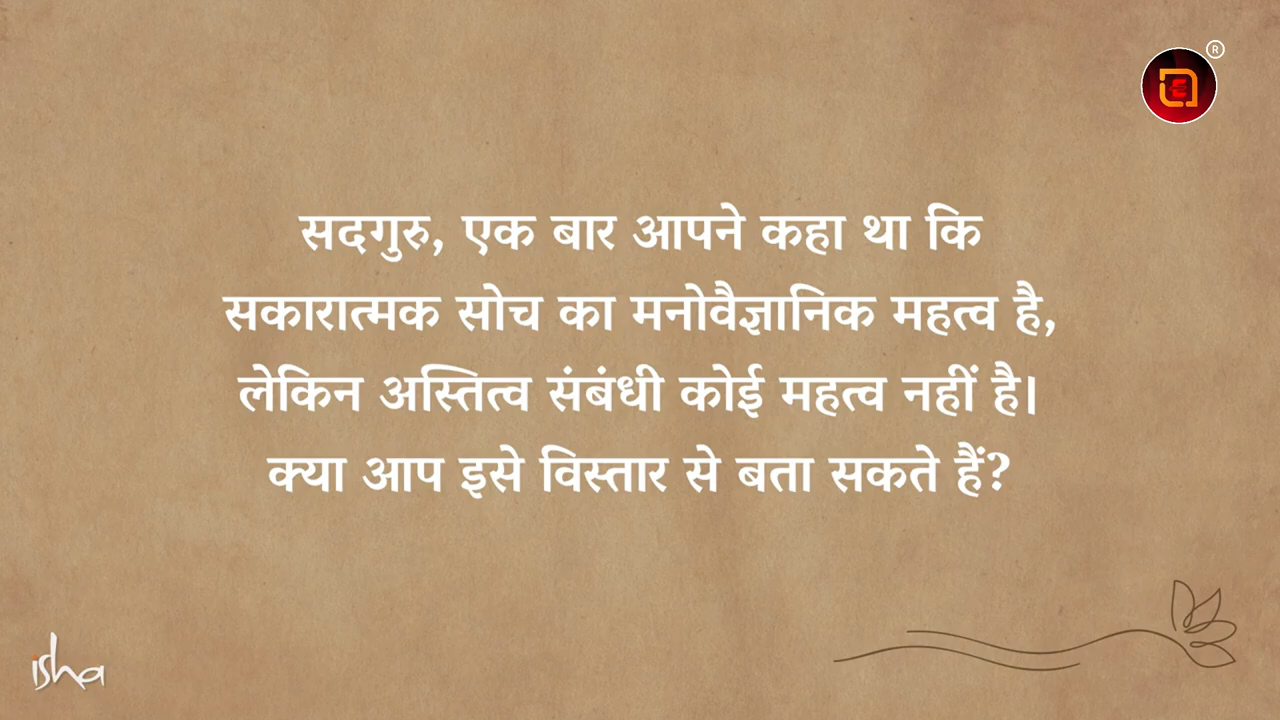 सदगुरु, एक बार आपने कहा था कि
सकारात्मक सोच का मनोवैज्ञानिक महत्व है,
लेकिन अस्तित्व संबंधी कोई महत्व नहीं है।
क्या आप इसे विस्तार से बता सकते हैं?
isha
®